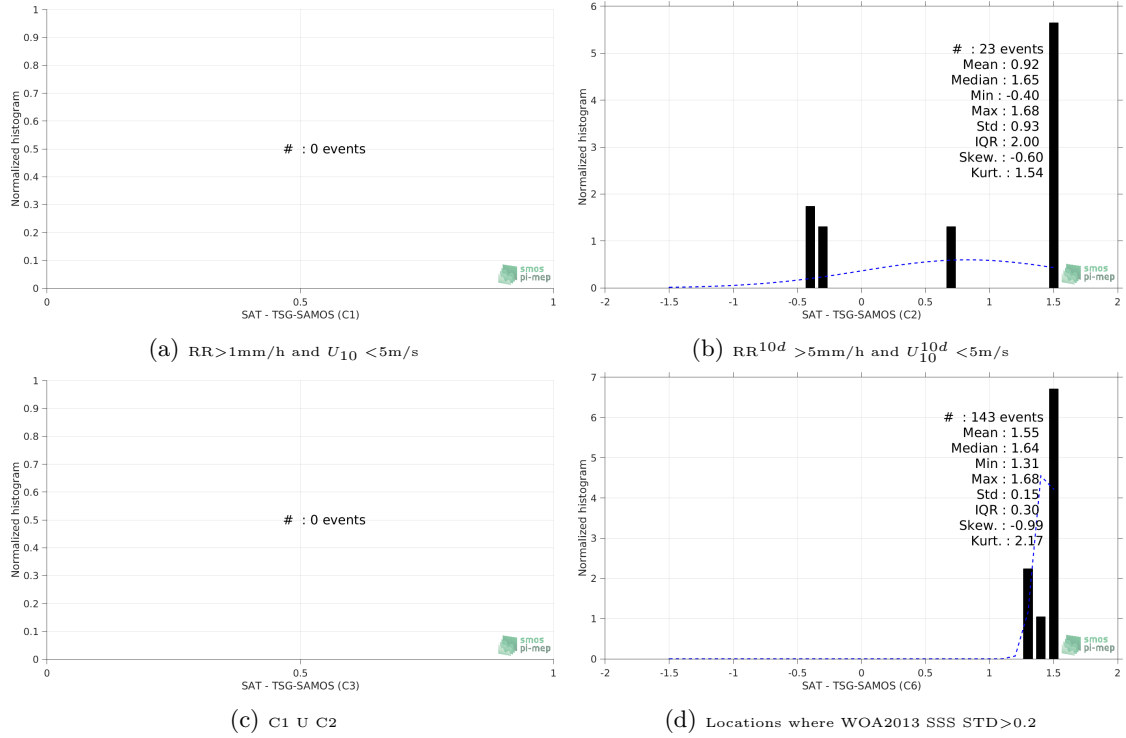 1
0.9
0.8
0.7
0.6
0.5
0.4
0.3
0.2
0.1
0
Normalized histogram
# : 0 events
smos
pi-mep
0 0.5 1
SAT - TSG-SAMOS (C1)
(a) RR>1mm/h and U10 <5m/s
6
5
4
3
2
1
0
Normalized histogram
# : 23 events
Mean : 0.92
Median : 1.65
Min : -0.40
Max : 1.68
Std : 0.93
IQR : 2.00
Skew. : -0.60
Kurt. : 1.54
smos
pi-mep
-2 -1.5 -1 -0.5 0 0.5 1 1.5 2
SAT - TSG-SAMOS (C2)
(b) RR10d >5mm/h and U10d10 <5m/s
1
0.9
0.8
0.7
0.6
0.5
0.4
0.3
0.2
0.1
0
Normalized histogram
# : 0 events
smos
pi-mep
0 0.5 1
SAT - TSG-SAMOS (C3)
(c) C1 U C2
7
6
5
4
3
2
1
0
Normalized histogram
# : 143 events
Mean : 1.55
Median : 1.64
Min : 1.31
Max : 1.68
Std : 0.15
IQR : 0.30
Skew. : -0.99
Kurt. : 2.17
smos
pi-mep
-2 -1.5 -1 -0.5 0 0.5 1 1.5 2
SAT - TSG-SAMOS (C6)
(d) Locations where WOA2013 SSS STD>0.2